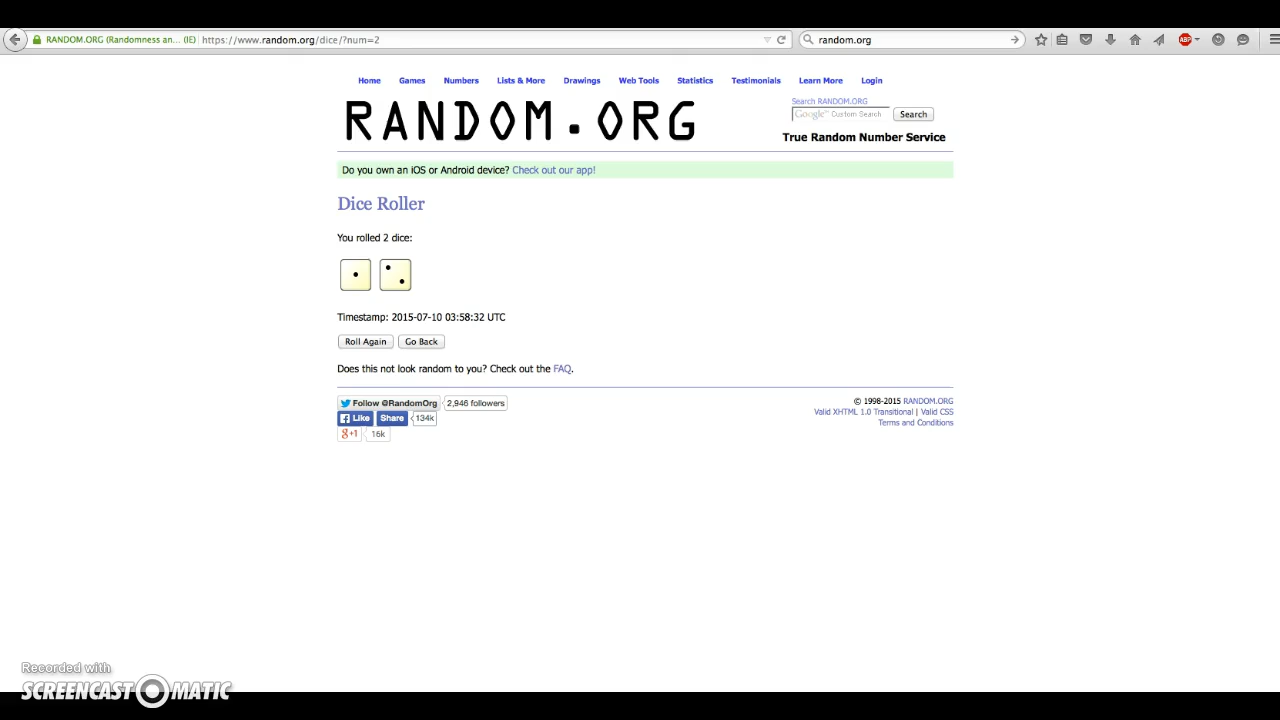 RANDOM.ORG (Randomness an... (IE) https://www.random.org/dice/?num=2 random.org ABP
Home Games Numbers Lists & More Drawings Web Tools Statistics Testimonials Learn More Login
RANDOM.ORG
Search RANDOM.ORG
Google™ Custom Search Search
True Random Number Service
Do you own an iOS or Android device? Check out our app!
Dice Roller
You rolled 2 dice:
Timestamp: 2015-07-10 03:58:32 UTC
Roll Again Go Back
Does this not look random to you? Check out the FAQ.
Follow @RandomOrg 2,946 followers
Like Share 134k
g+1 16k
© 1998-2015 RANDOM.ORG
Valid XHTML 1.0 Transitional | Valid CSS
Terms and Conditions
Recorded with
SCREENCAST-O-MATIC